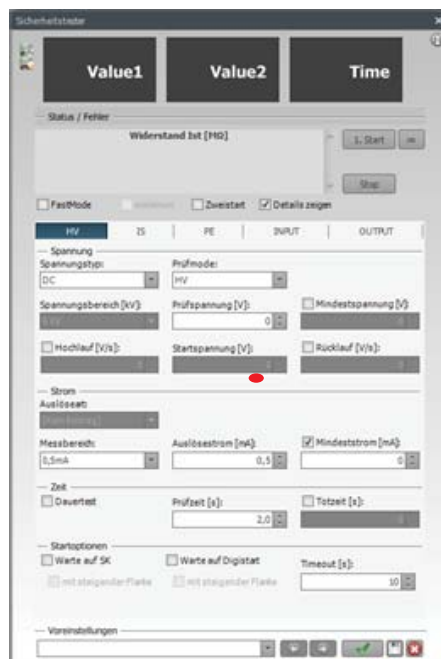 Sicherheitstester
Value1 Value2 Time
Status / Fehler
Widerstand Ist [MΩ]
1. Start
Stop
FastMode Zweistart Details zeigen
HV IS PE INPUT OUTPUT
Spannung
Spannungstyp: Prüfmode:
DC HV
Spannungsbereich [kV]: Prüfspannung [V]: Mindestspannung [V]:
6 kV 0 0
Hochlauf [V/s]: Startspannung [V]: Rücklauf [V/s]:
Strom
Auslöseart:
Messbereich: Auslösestrom [mA]: Mindeststrom [mA]:
0,5mA 0,5 0
Zeit
Dauertest Prüfzeit [s]: Totzeit [s]:
2,0
Startoptionen
Warte auf SK Warte auf Digistat Timeout [s]:
mit steigender Flanke mit steigender Flanke 10
Voreinstellungen